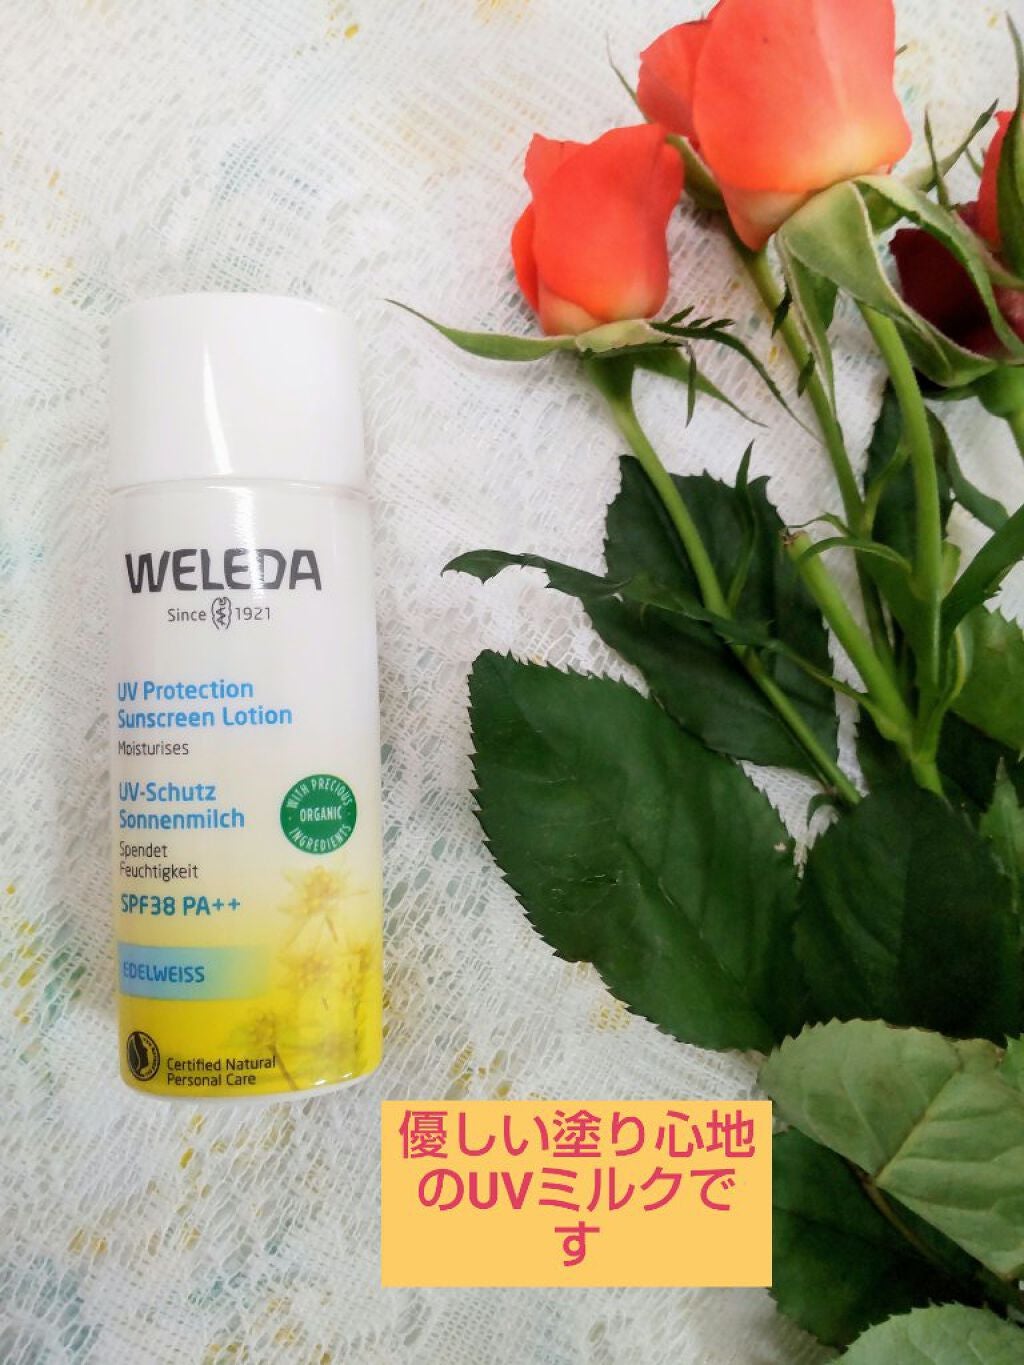 WELEDA
Since 1921
UV Protection
Sunscreen Lotion
Moisturises
UV-Schutz
Sonnenmilch
WITH PRECIOUS
ORGANIC
INGREDIENTS
Spendet
Feuchtigkeit
SPF38 PA++
EDELWEISS
Certified Natural
Personal Care
優しい塗り心地
のUVミルクで
す